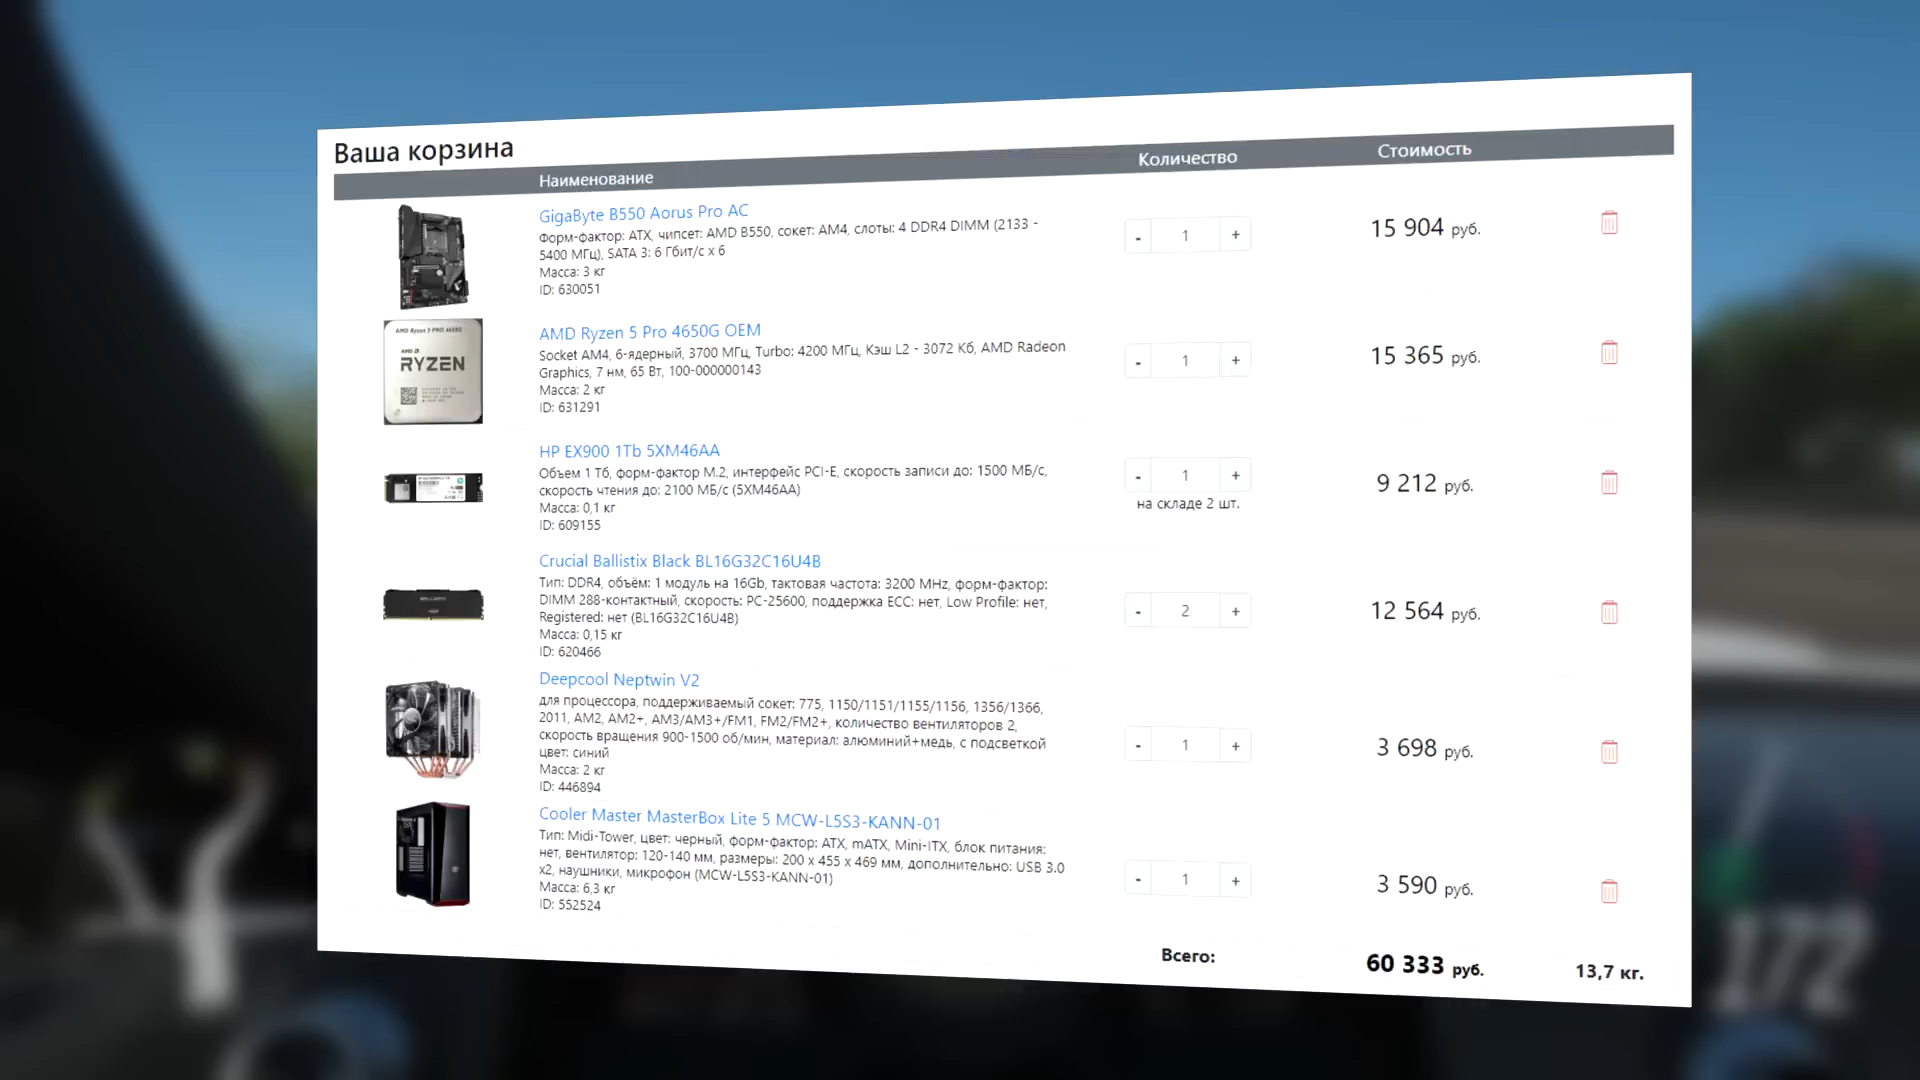 Ваша корзина
Наименование
Количество
Стоимость
GigaByte B550 Aorus Pro AC
Форм-фактор: ATX, чипсет: AMD B550, сокет: AM4, слоты: 4 DDR4 DIMM (2133 -
5400 МГц), SATA 3: 6 Гбит/с x 6
Масса: 3 кг
ID: 630051
- 1 +
15 904 руб.
AMD Ryzen 5 PRO 4650G
RYZEN
AMD Ryzen 5 Pro 4650G OEM
Socket AM4, 6-ядерный, 3700 МГц, Turbo: 4200 МГц, Кэш L2 - 3072 Кб, AMD Radeon
Graphics, 7 нм, 65 Вт, 100-000000143
Масса: 2 кг
ID: 631291
- 1 +
15 365 руб.
HP EX900 1Tb 5XM46AA
Объем 1 Тб, форм-фактор M.2, интерфейс PCI-E, скорость записи до: 1500 МБ/с,
скорость чтения до: 2100 МБ/с (5XM46AA)
Масса: 0,1 кг
ID: 609155
- 1 +
на складе 2 шт.
9 212 руб.
Crucial Ballistix Black BL16G32C16U4B
Тип: DDR4, объём: 1 модуль на 16Gb, тактовая частота: 3200 MHz, форм-фактор:
DIMM 288-контактный, скорость: PC-25600, поддержка ECC: нет, Low Profile: нет,
Registered: нет (BL16G32C16U4B)
Масса: 0,15 кг
ID: 620466
- 2 +
12 564 руб.
Deepcool Neptwin V2
для процессора, поддерживаемый сокет: 775, 1150/1151/1155/1156, 1356/1366,
2011, AM2, AM2+, AM3/AM3+/FM1, FM2/FM2+, количество вентиляторов 2,
скорость вращения 900-1500 об/мин, материал: алюминий+медь, с подсветкой
цвет: синий
Масса: 2 кг
ID: 446894
- 1 +
3 698 руб.
Cooler Master MasterBox Lite 5 MCW-L5S3-KANN-01
Тип: Midi-Tower, цвет: черный, форм-фактор: ATX, mATX, Mini-ITX, блок питания:
нет, вентилятор: 120-140 мм, размеры: 200 x 455 x 469 мм, дополнительно: USB 3.0
x2, наушники, микрофон (MCW-L5S3-KANN-01)
Масса: 6,3 кг
ID: 552524
- 1 +
3 590 руб.
Всего:
60 333 руб.
13,7 кг.
172